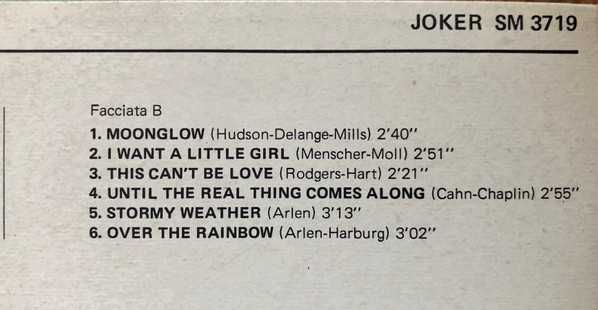 JOKER SM 3719
Facciata B
1. MOONGLOW (Hudson-Delange-Mills) 2'40''
2. I WANT A LITTLE GIRL (Menscher-Moll) 2'51''
3. THIS CAN'T BE LOVE (Rodgers-Hart) 2'21''
4. UNTIL THE REAL THING COMES ALONG (Cahn-Chaplin) 2'55''
5. STORMY WEATHER (Arlen) 3'13''
6. OVER THE RAINBOW (Arlen-Harburg) 3'02''